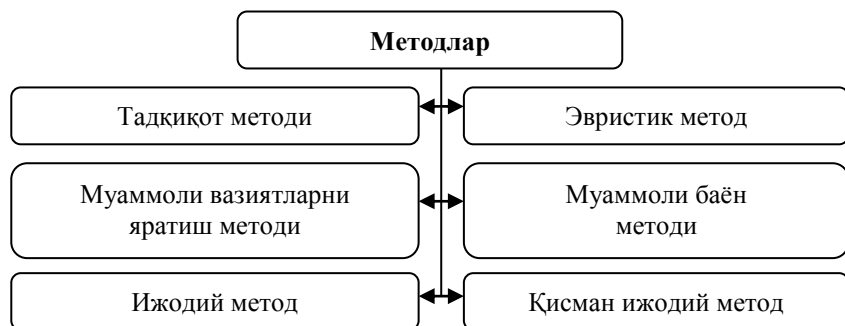 Методлар
Тадқиқот методи
Эвристик метод
Муаммоли вазиятларни
яратиш методи
Муаммоли баён
методи
Ижодий метод
Қисман ижодий метод